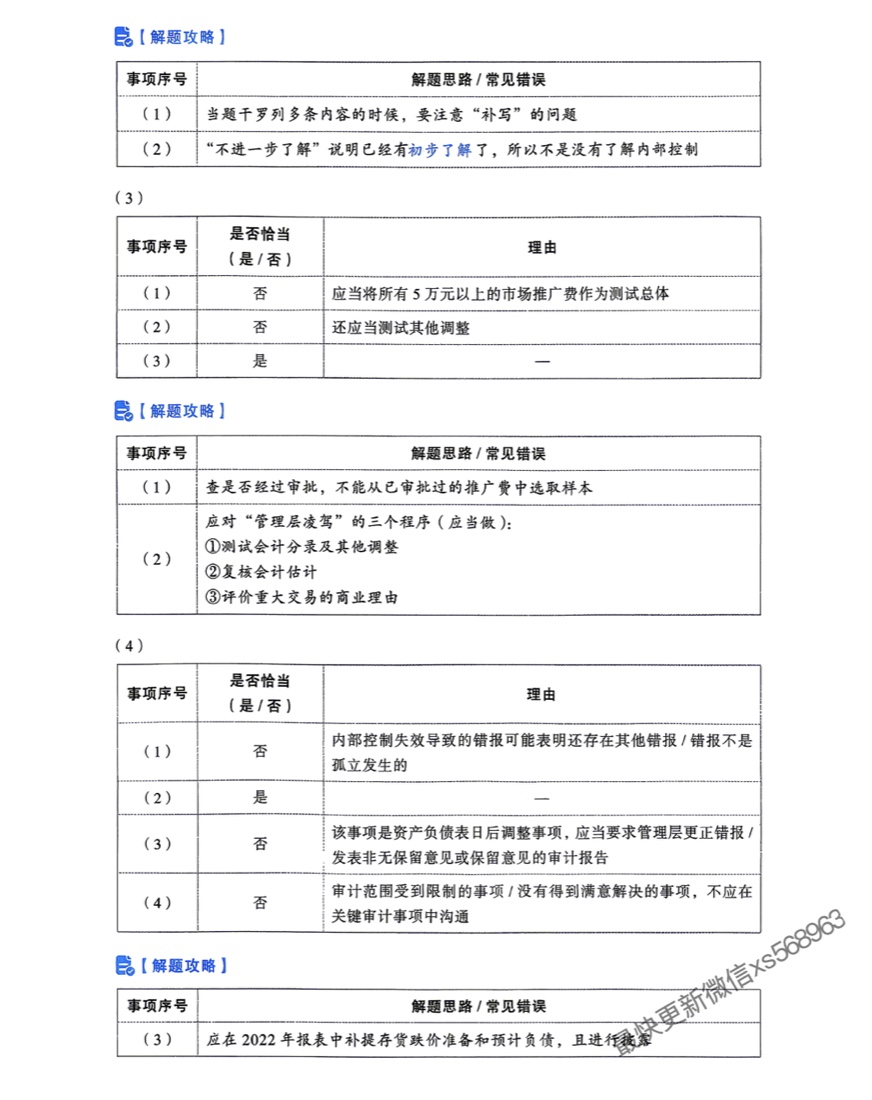 【解题攻略】
事项序号 解题思路 / 常见错误
（1） 当题干罗列多条内容的时候，要注意“补写”的问题
（2） “不进一步了解”说明已经有初步了解了，所以不是没有了解内部控制
（3）
事项序号 是否恰当（是 / 否） 理由
（1） 否 应当将所有 5 万元以上的市场推广费作为测试总体
（2） 否 还应当测试其他调整
（3） 是 —
【解题攻略】
事项序号 解题思路 / 常见错误
（1） 查是否经过审批，不能从已审批过的推广费中选取样本
（2） 应对“管理层凌驾”的三个程序（应当做）：
①测试会计分录及其他调整
②复核会计估计
③评价重大交易的商业理由
（4）
事项序号 是否恰当（是 / 否） 理由
（1） 否 内部控制失效导致的错报可能表明还存在其他错报 / 错报不是
孤立发生的
（2） 是 —
（3） 否 该事项是资产负债表日后调整事项，应当要求管理层更正错报 /
发表非无保留意见或保留意见的审计报告
（4） 否 审计范围受到限制的事项 / 没有得到满意解决的事项，不应在
关键审计事项中沟通
【解题攻略】
事项序号 解题思路 / 常见错误
（3） 应在 2022 年报表中补提存货跌价准备和预计负债，且进行披露
最快更新微信xs568963